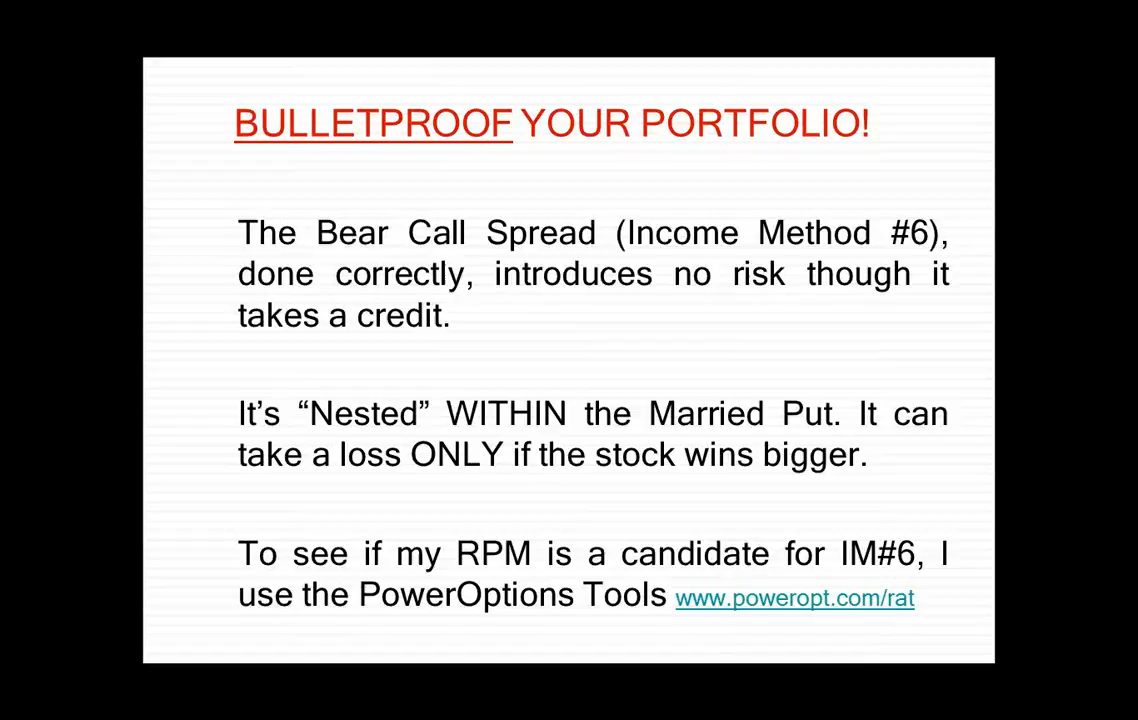 BULLETPROOF YOUR PORTFOLIO!
The Bear Call Spread (Income Method #6),
done correctly, introduces no risk though it
takes a credit.
It’s “Nested” WITHIN the Married Put. It can
take a loss ONLY if the stock wins bigger.
To see if my RPM is a candidate for IM#6, I
use the PowerOptions Tools www.poweropt.com/rat